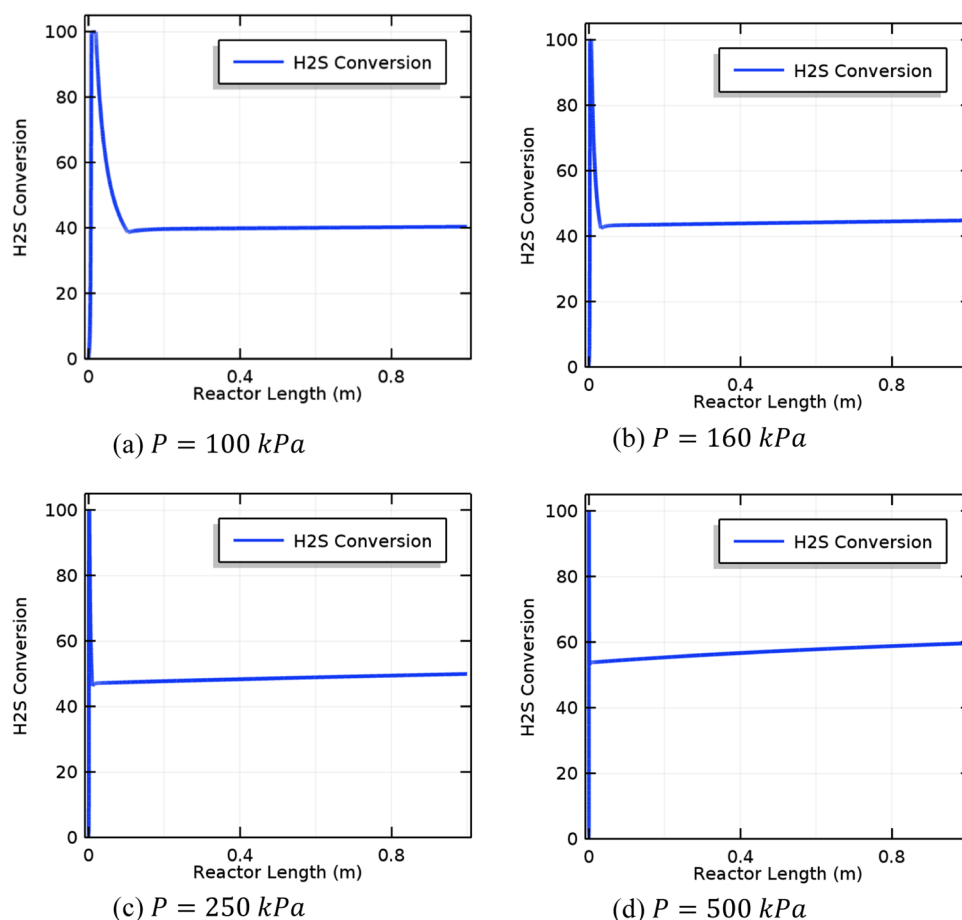 100
80
60
40
20
0
H2S Conversion
H2S Conversion
0
0.4
0.8
Reactor Length (m)
(a) P = 100 kPa
100
80
60
40
20
0
H2S Conversion
H2S Conversion
0
0.4
0.8
Reactor Length (m)
(b) P = 160 kPa
100
80
60
40
20
0
H2S Conversion
H2S Conversion
0
0.4
0.8
Reactor Length (m)
(c) P = 250 kPa
100
80
60
40
20
0
H2S Conversion
H2S Conversion
0
0.4
0.8
Reactor Length (m)
(d) P = 500 kPa